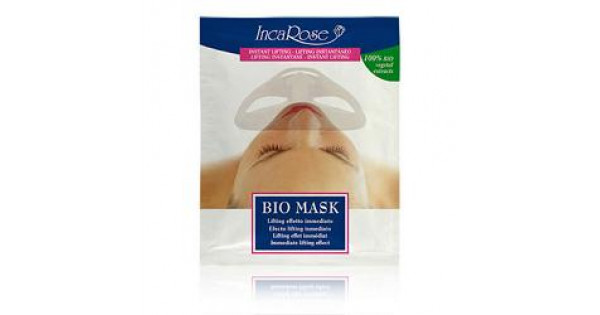 IncaRose
INSTANT LIFTING - LIFTING INSTANTANEO
LIFTING INSTANTANE - INSTANT LIFTING
100% BIO
vegetal
extracts
BIO MASK
Lifting effetto immediato
Efecto lifting inmediato
Lifting effet immédiat
Immediate lifting effect